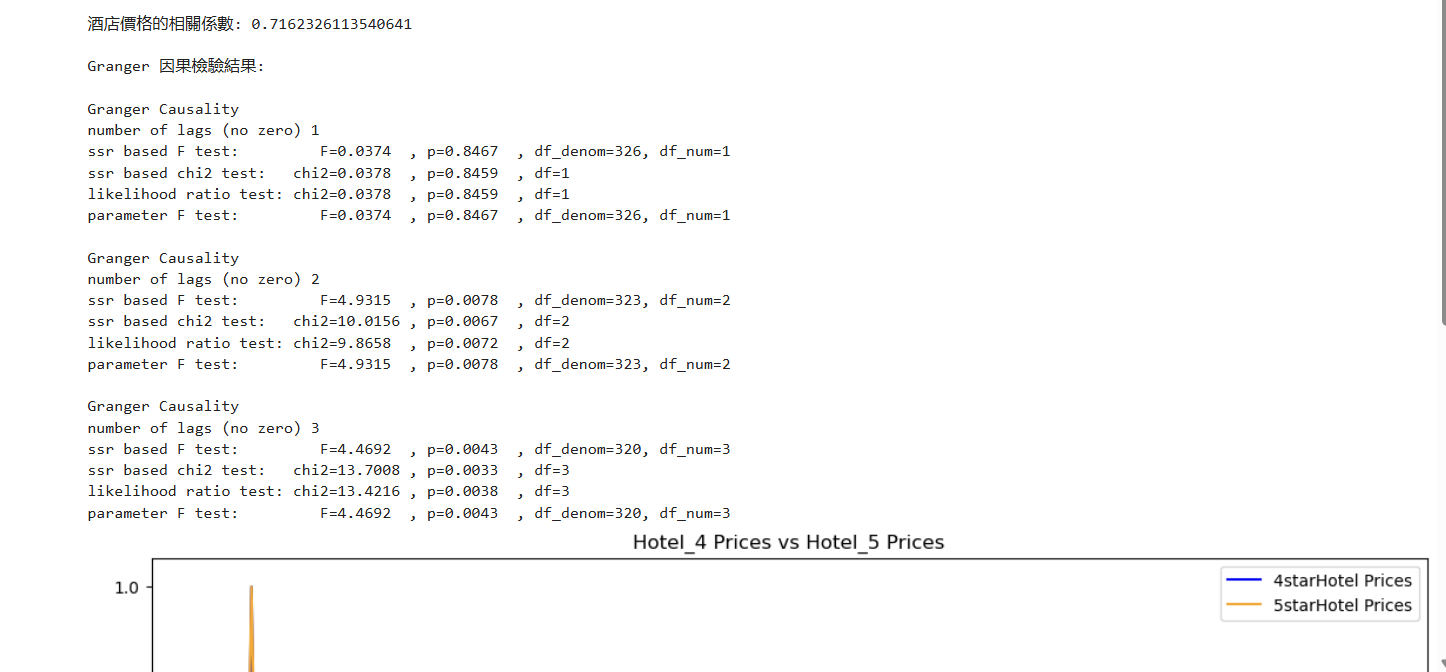 酒店價格的相關係數: 0.7162326113540641
Granger 因果檢驗結果:
Granger Causality
number of lags (no zero) 1
ssr based F test:         F=0.0374  , p=0.8467  , df_denom=326, df_num=1
ssr based chi2 test:   chi2=0.0378  , p=0.8459  , df=1
likelihood ratio test: chi2=0.0378  , p=0.8459  , df=1
parameter F test:         F=0.0374  , p=0.8467  , df_denom=326, df_num=1
Granger Causality
number of lags (no zero) 2
ssr based F test:         F=4.9315  , p=0.0078  , df_denom=323, df_num=2
ssr based chi2 test:   chi2=10.0156 , p=0.0067  , df=2
likelihood ratio test: chi2=9.8658  , p=0.0072  , df=2
parameter F test:         F=4.9315  , p=0.0078  , df_denom=323, df_num=2
Granger Causality
number of lags (no zero) 3
ssr based F test:         F=4.4692  , p=0.0043  , df_denom=320, df_num=3
ssr based chi2 test:   chi2=13.7008 , p=0.0033  , df=3
likelihood ratio test: chi2=13.4216 , p=0.0038  , df=3
parameter F test:         F=4.4692  , p=0.0043  , df_denom=320, df_num=3
Hotel_4 Prices vs Hotel_5 Prices
1.0
4starHotel Prices
5starHotel Prices